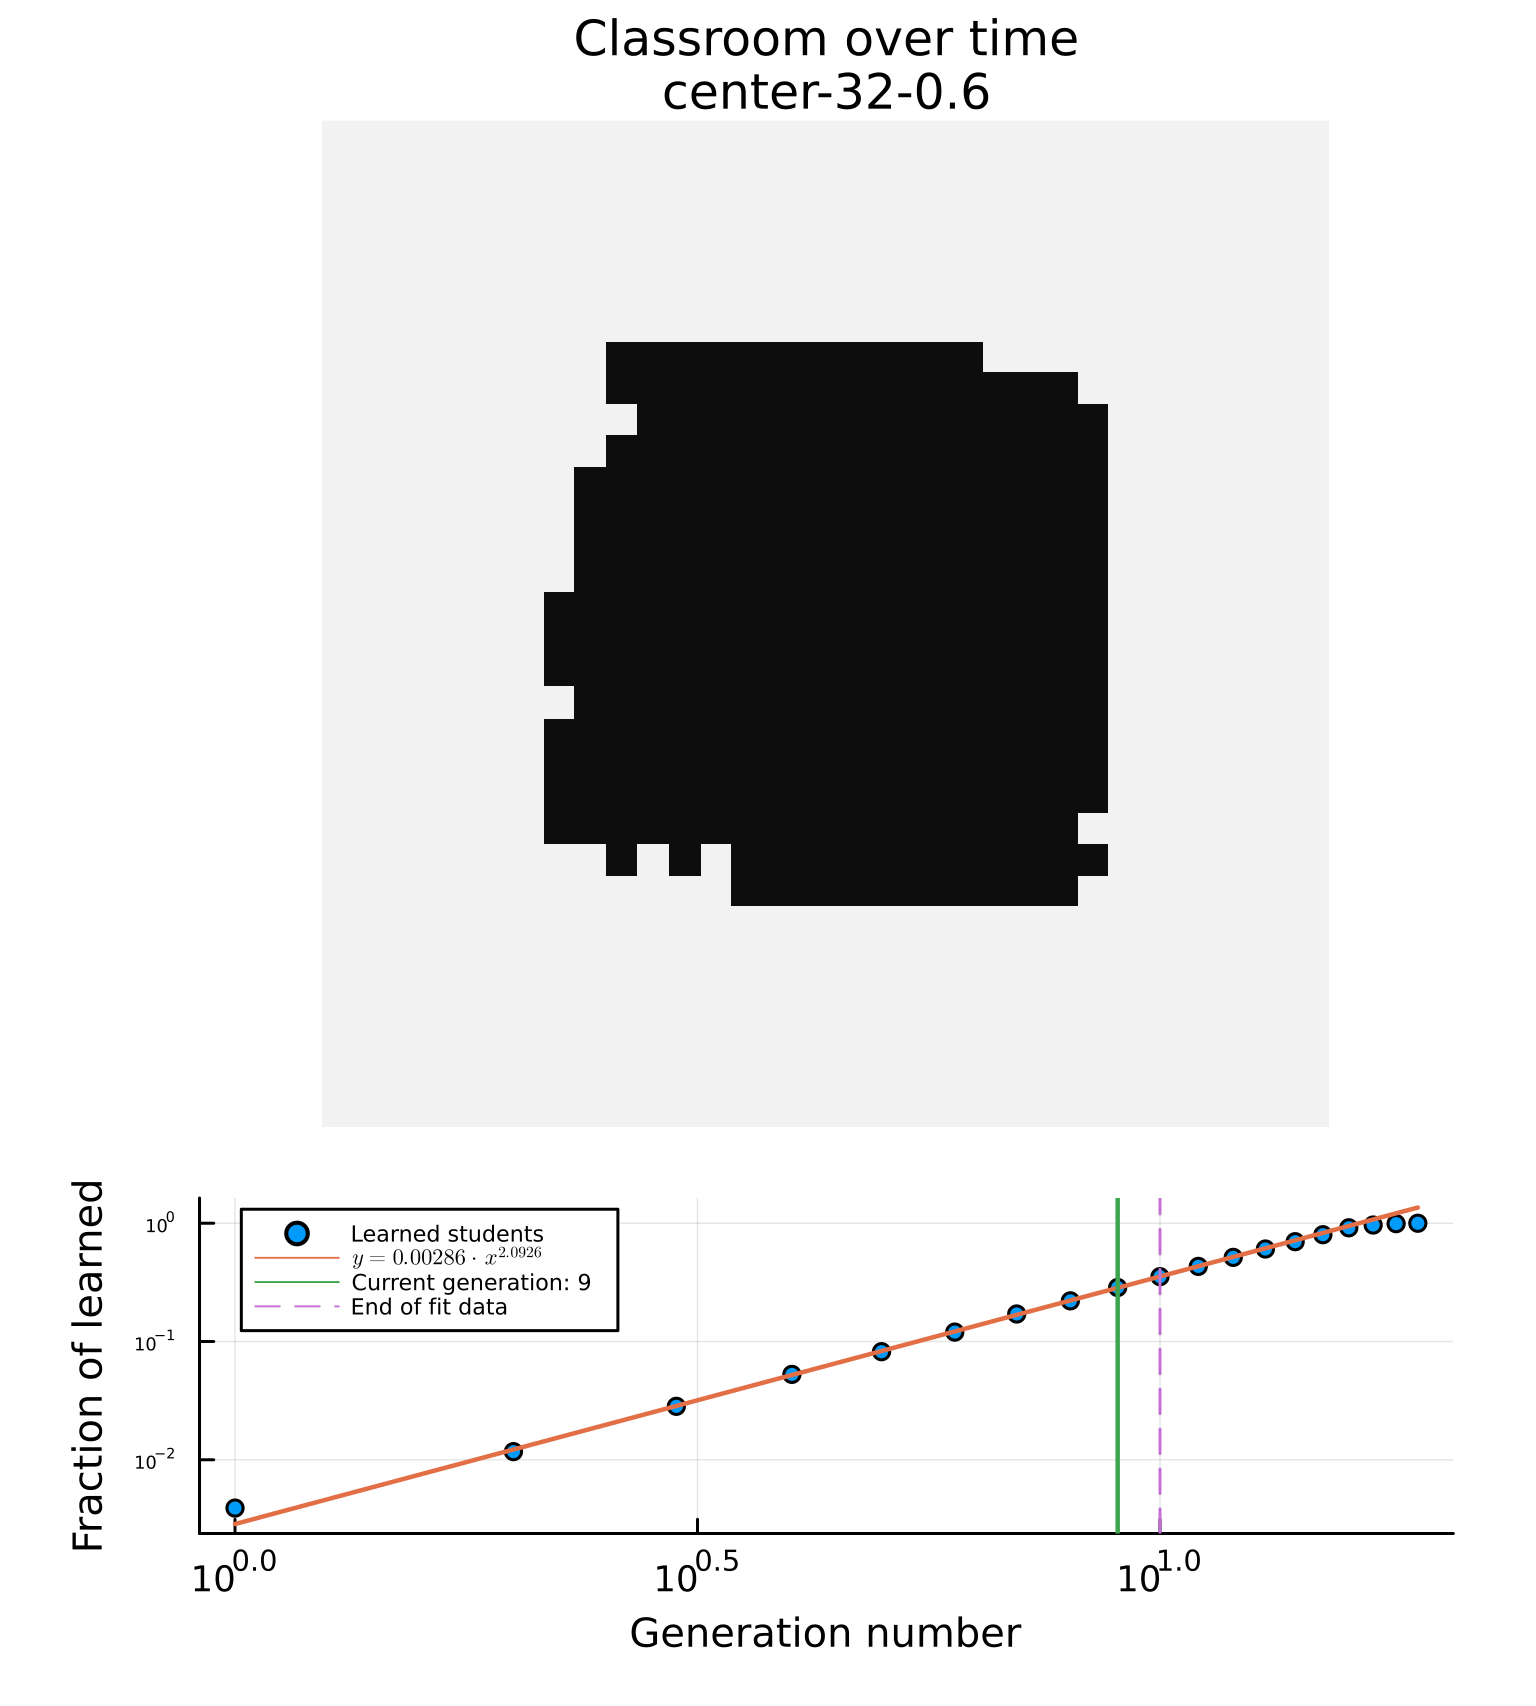 Classroom over time
center-32-0.6
Fraction of learned
10⁰
10⁻¹
10⁻²
Learned students
y = 0.00286 · x^2.0926
Current generation: 9
End of fit data
10^0.0
10^0.5
10^1.0
Generation number